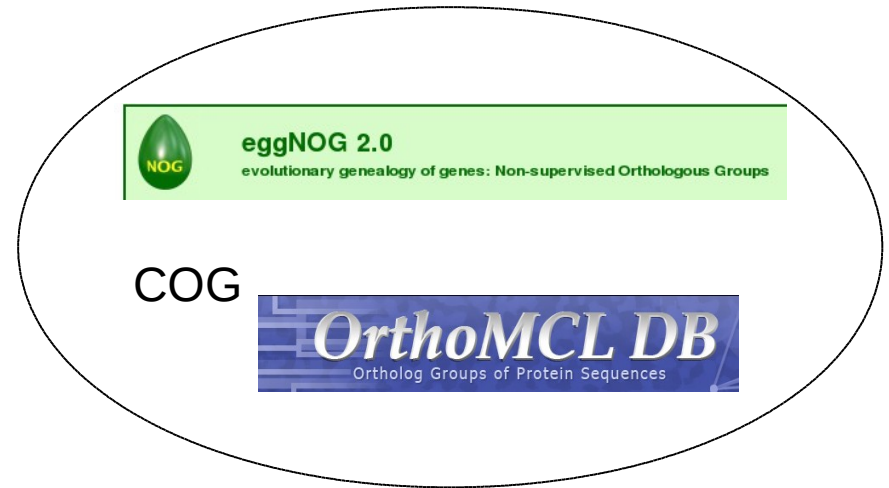 eggNOG 2.0
NOG
evolutionary genealogy of genes: Non-supervised Orthologous Groups
COG
OrthoMCL DB
Ortholog Groups of Protein Sequences